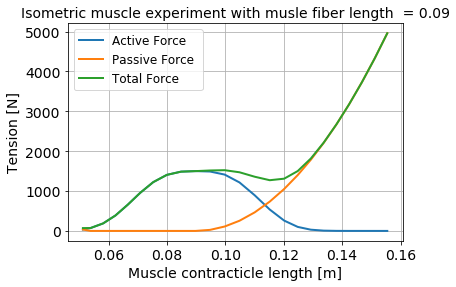 Isometric muscle experiment with musle fiber length = 0.09
Active Force
Passive Force
Total Force
5000
4000
3000
2000
1000
0
Tension [N]
0.06 0.08 0.10 0.12 0.14 0.16
Muscle contracticle length [m]